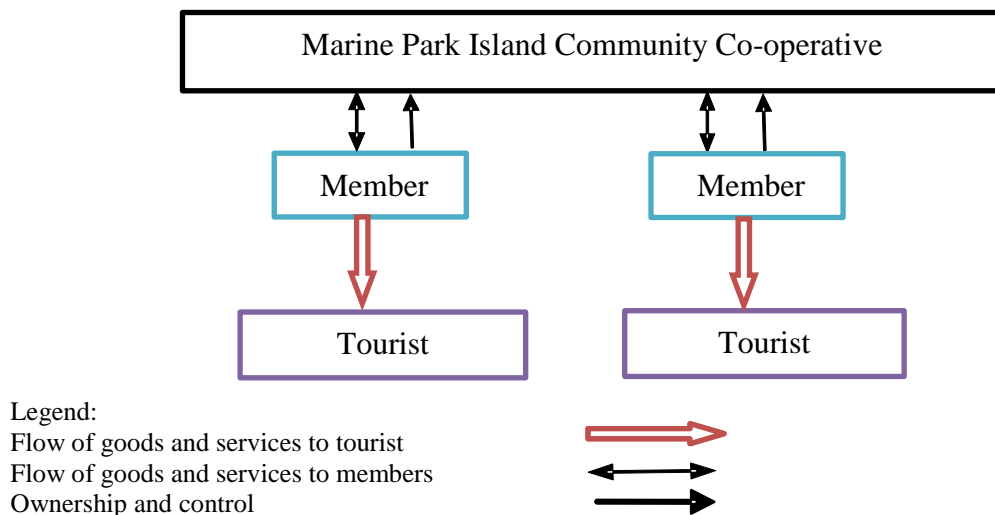 Marine Park Island Community Co-operative
Member Member
Tourist Tourist
Legend:
Flow of goods and services to tourist
Flow of goods and services to members
Ownership and control